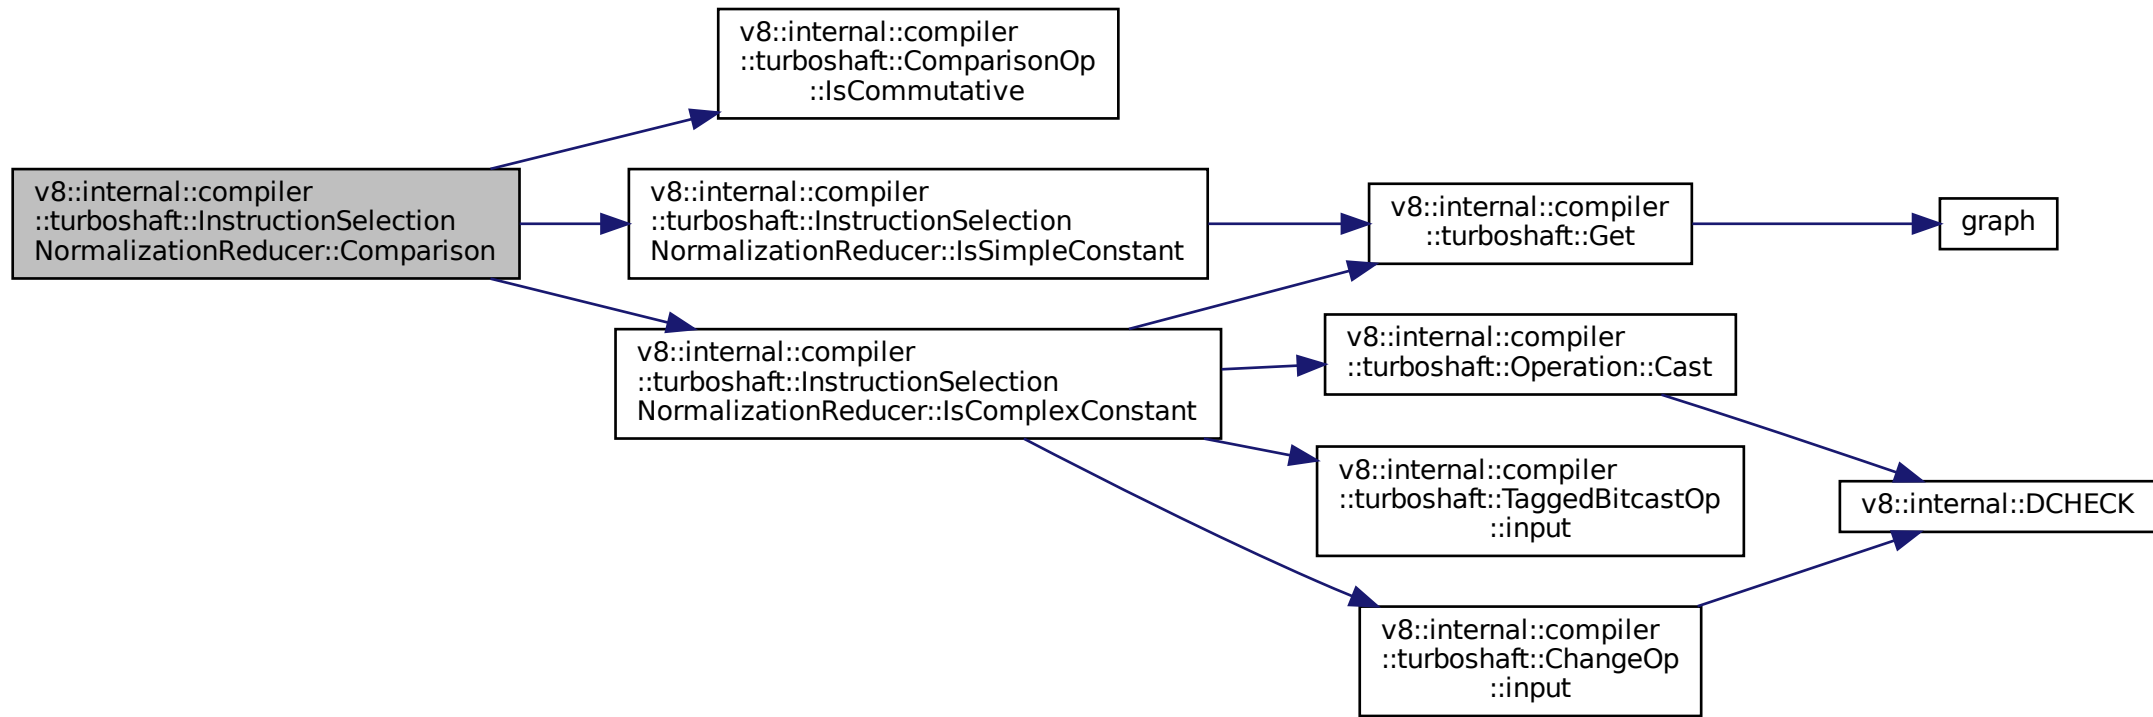 v8::internal::compiler
::turboshaft::ComparisonOp
::IsCommutative
v8::internal::compiler
::turboshaft::InstructionSelection
NormalizationReducer::Comparison
v8::internal::compiler
::turboshaft::InstructionSelection
NormalizationReducer::IsSimpleConstant
v8::internal::compiler
::turboshaft::Get
graph
v8::internal::compiler
::turboshaft::InstructionSelection
NormalizationReducer::IsComplexConstant
v8::internal::compiler
::turboshaft::Operation::Cast
v8::internal::compiler
::turboshaft::TaggedBitcastOp
::input
v8::internal::DCHECK
v8::internal::compiler
::turboshaft::ChangeOp
::input